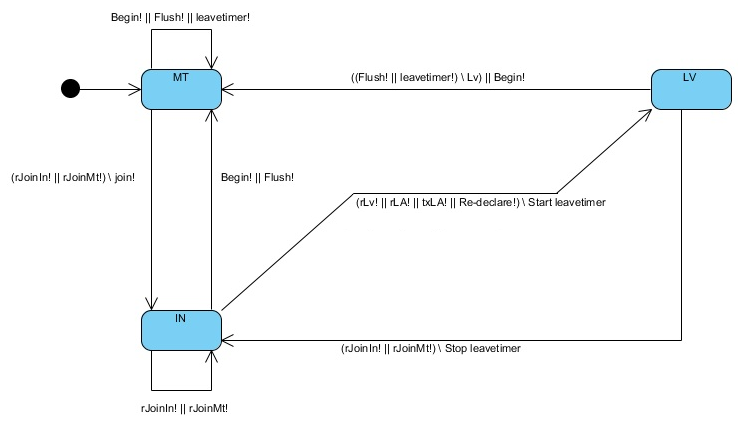 Begin! || Flush! || leavetimer!
MT
((Flush! || leavetimer!) \ Lv) || Begin!
LV
(rJoinIn! || rJoinMt!) \ join!
Begin! || Flush!
(rLv! || rLA! || txLA! || Re-declare!) \ Start leavetimer
IN
(rJoinIn! || rJoinMt!) \ Stop leavetimer
rJoinIn! || rJoinMt!